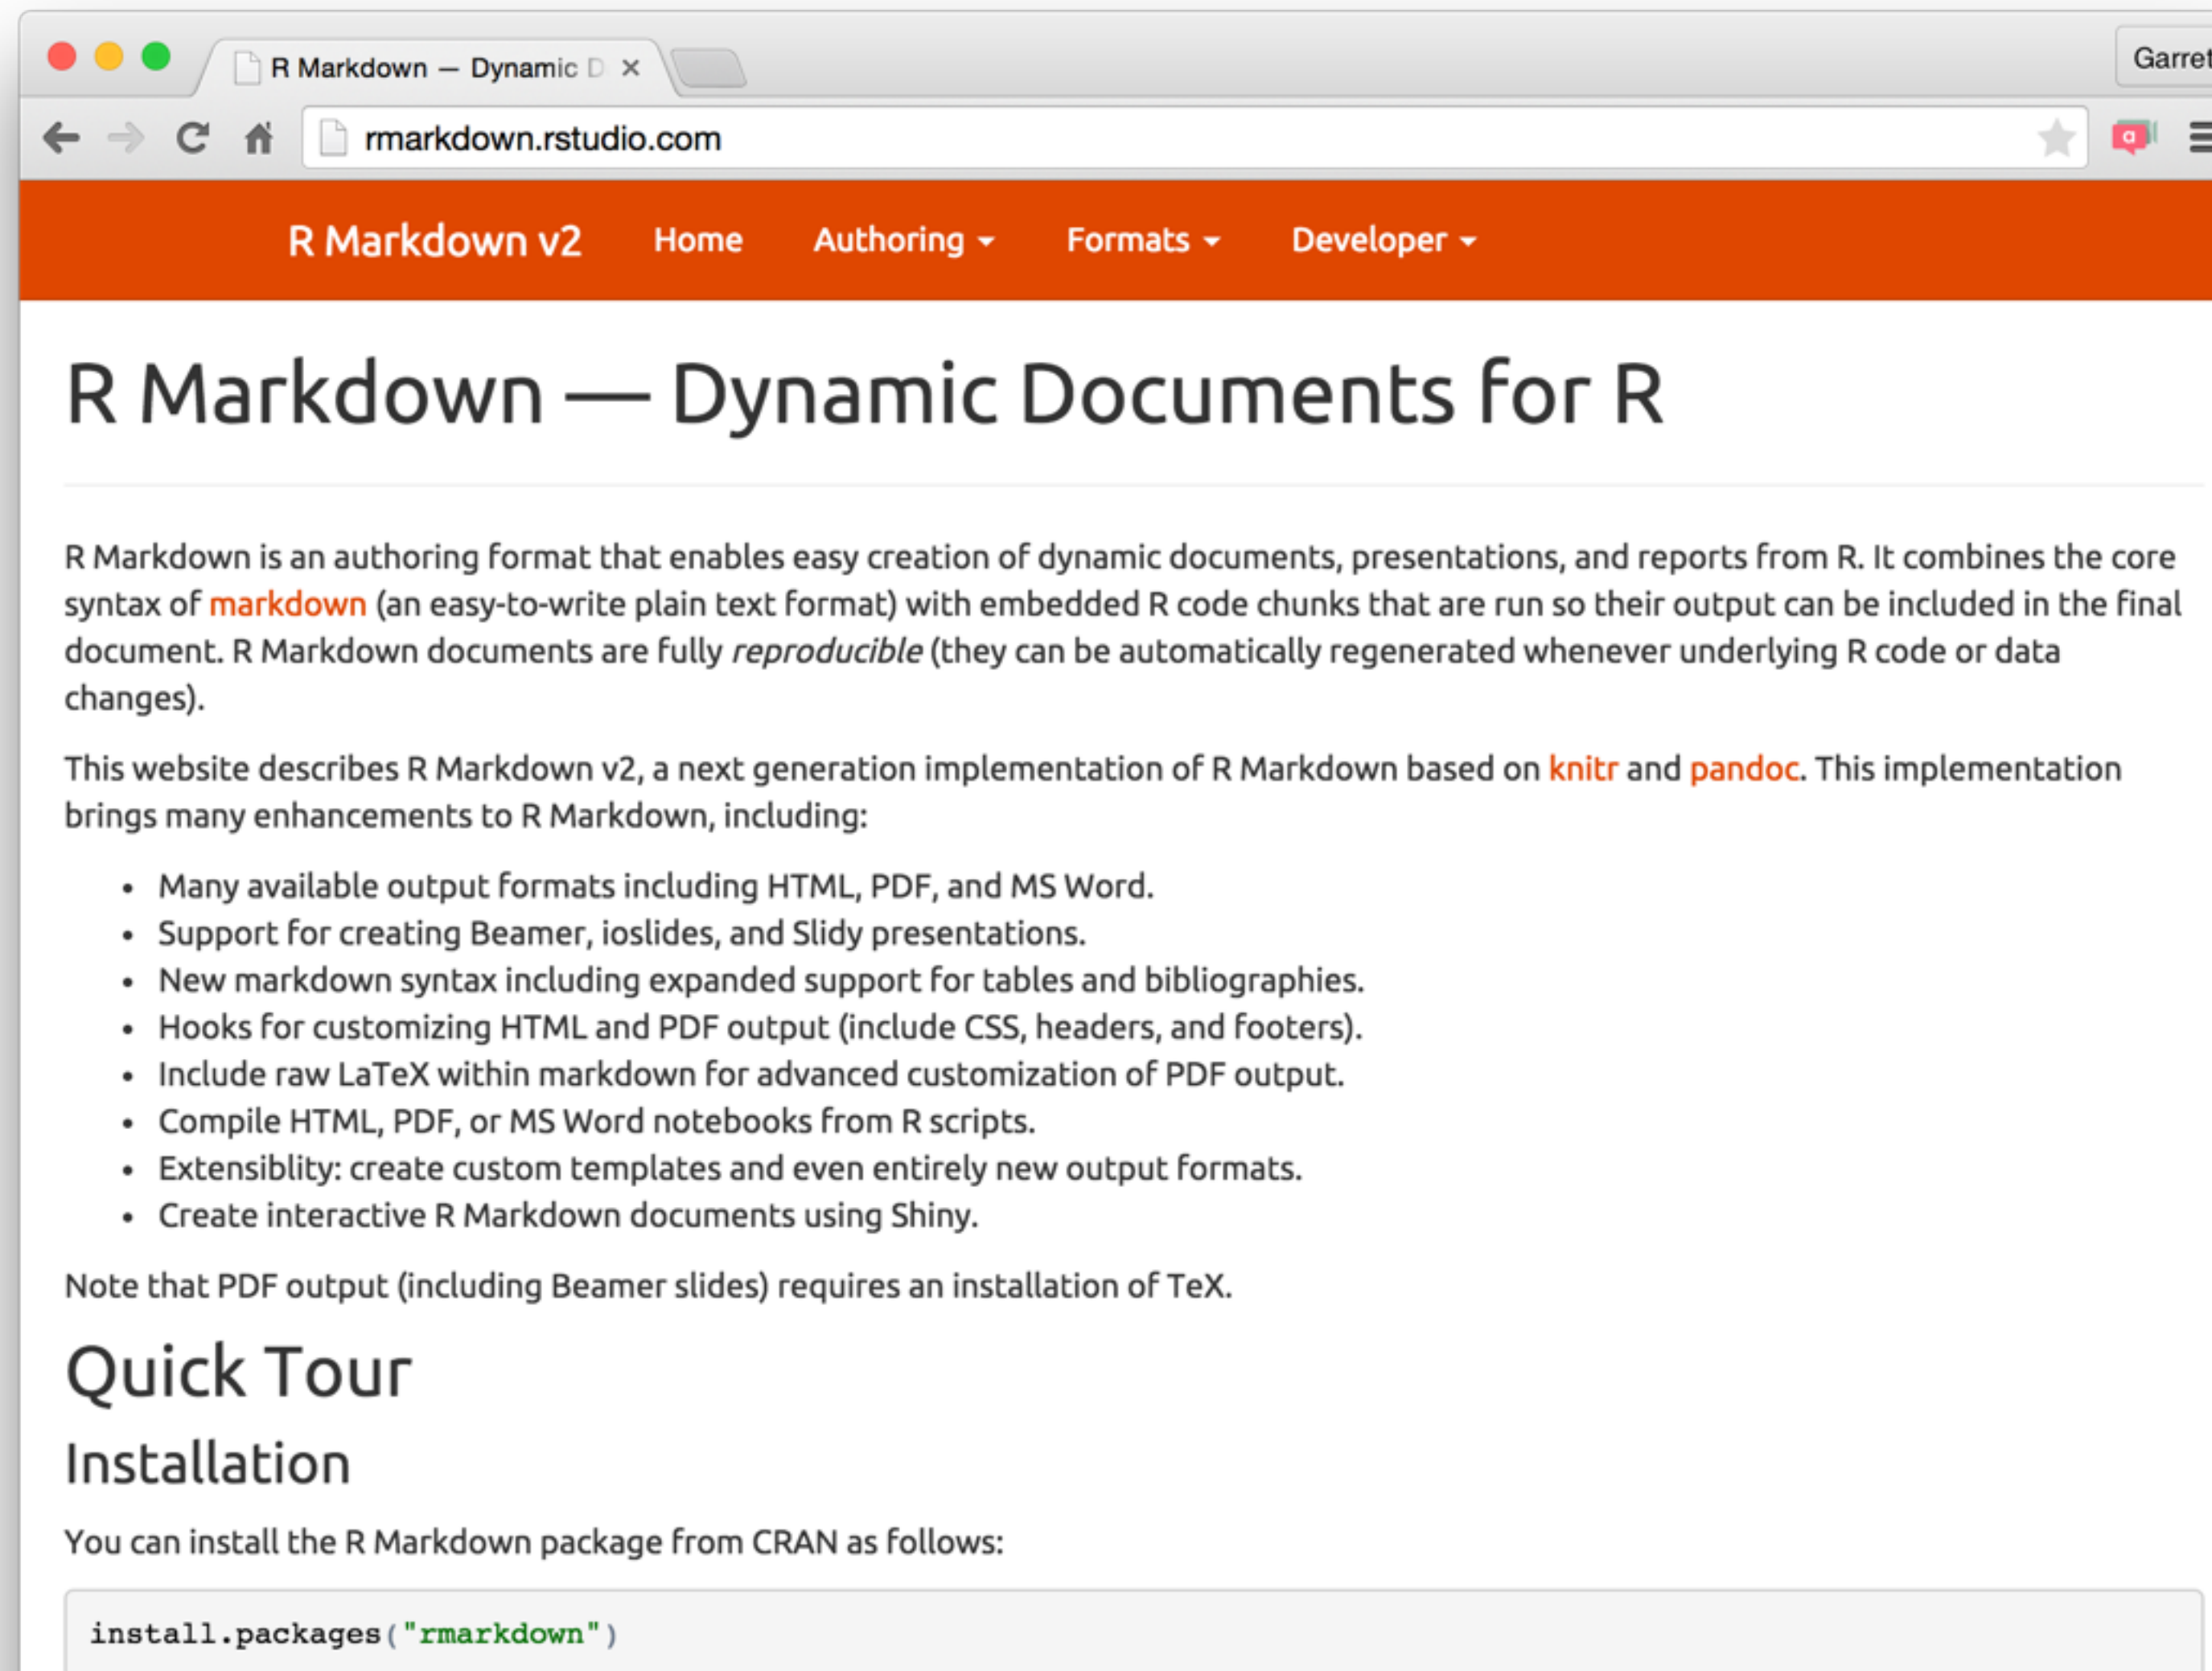 R Markdown — Dynamic D
Garret
rmarkdown.rstudio.com
R Markdown v2 Home Authoring Formats Developer
R Markdown — Dynamic Documents for R
R Markdown is an authoring format that enables easy creation of dynamic documents, presentations, and reports from R. It combines the core
syntax of markdown (an easy-to-write plain text format) with embedded R code chunks that are run so their output can be included in the final
document. R Markdown documents are fully reproducible (they can be automatically regenerated whenever underlying R code or data
changes).
This website describes R Markdown v2, a next generation implementation of R Markdown based on knitr and pandoc. This implementation
brings many enhancements to R Markdown, including:
• Many available output formats including HTML, PDF, and MS Word.
• Support for creating Beamer, ioslides, and Slidy presentations.
• New markdown syntax including expanded support for tables and bibliographies.
• Hooks for customizing HTML and PDF output (include CSS, headers, and footers).
• Include raw LaTeX within markdown for advanced customization of PDF output.
• Compile HTML, PDF, or MS Word notebooks from R scripts.
• Extensiblity: create custom templates and even entirely new output formats.
• Create interactive R Markdown documents using Shiny.
Note that PDF output (including Beamer slides) requires an installation of TeX.
Quick Tour
Installation
You can install the R Markdown package from CRAN as follows:
install.packages("rmarkdown")